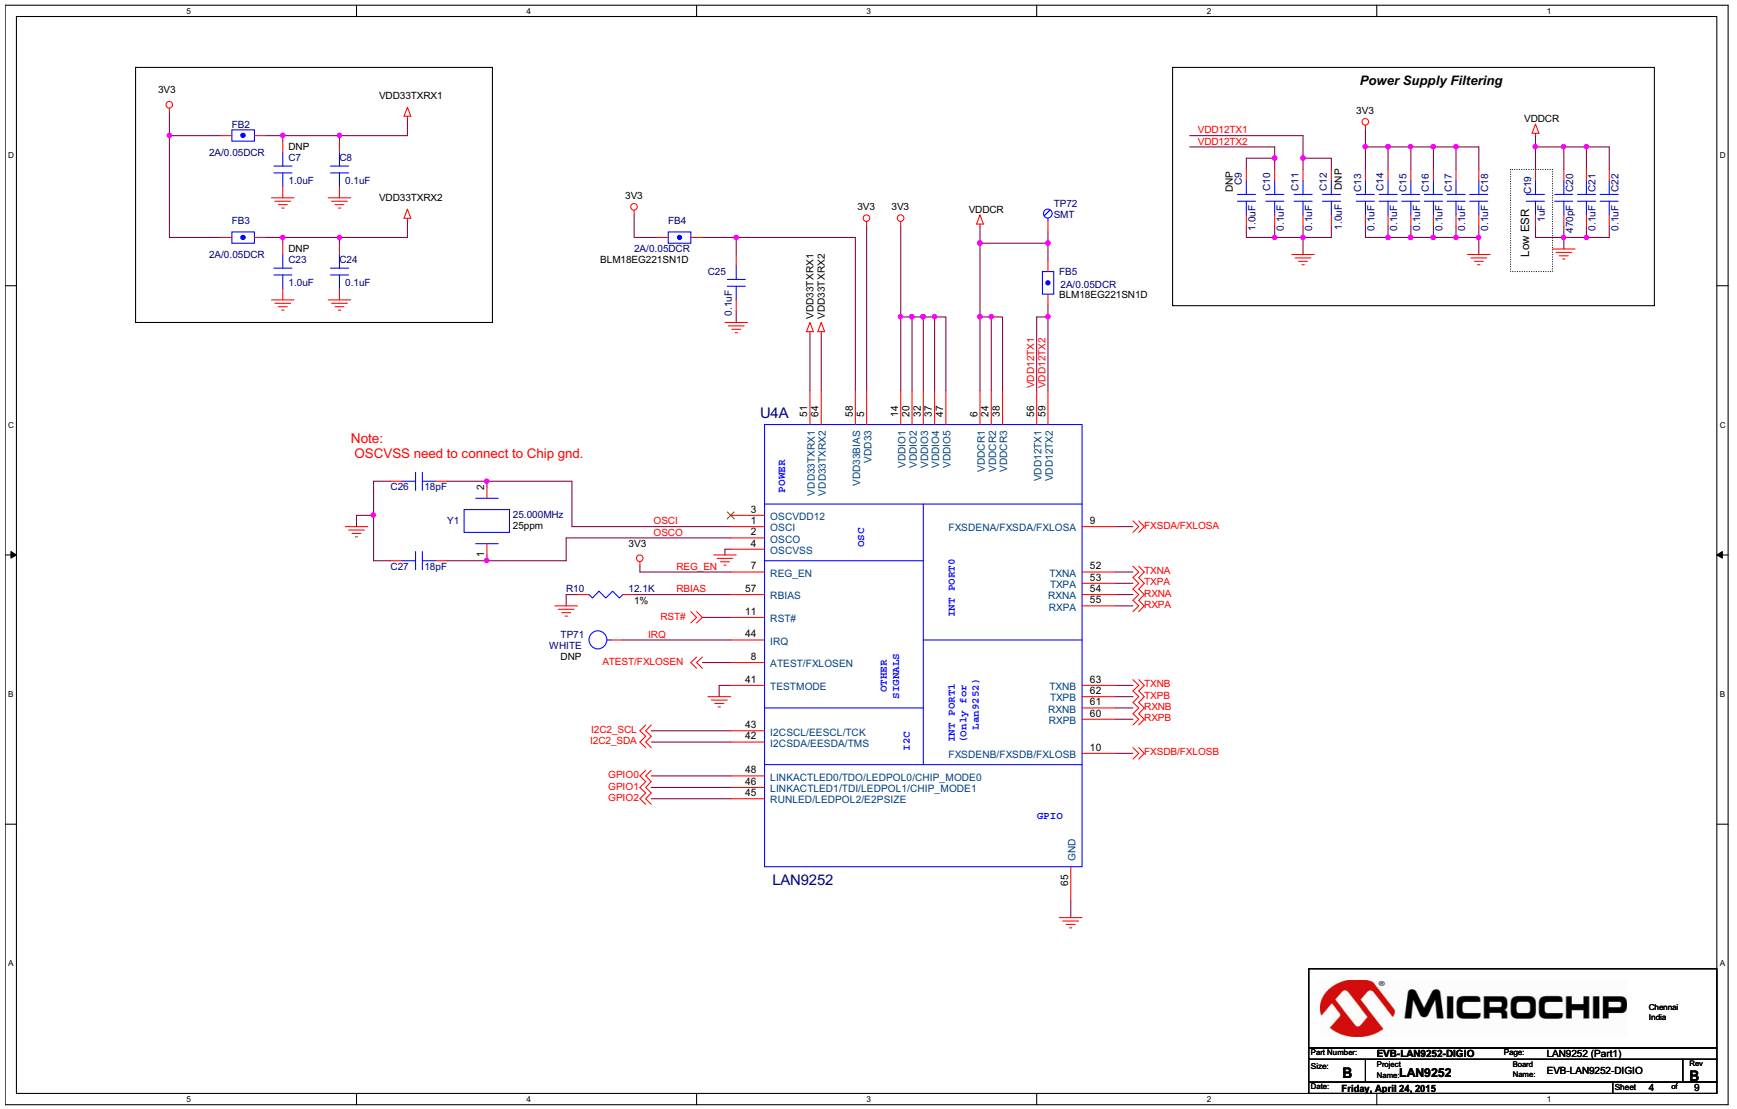 5 4 3 2 1
D
C
B
A
3V3
VDD33TXRX1
FB2
2A/0.05DCR
DNP
C7
1.0uF
C8
0.1uF
VDD33TXRX2
FB3
2A/0.05DCR
DNP
C23
1.0uF
C24
0.1uF
3V3
FB4
2A/0.05DCR
BLM18EG221SN1D
C25
0.1uF
VDD33TXRX1
VDD33TXRX2
3V3
3V3
VDDCR
TP72
SMT
FB5
2A/0.05DCR
BLM18EG221SN1D
VDD12TX1
VDD12TX2
Power Supply Filtering
VDD12TX1
VDD12TX2
3V3
VDDCR
DNP
C9
1.0uF
C10
0.1uF
C11
0.1uF
C12
DNP
1.0uF
C13
0.1uF
C14
0.1uF
C15
0.1uF
C16
0.1uF
C17
0.1uF
C18
0.1uF
Low ESR
C19
1uF
C20
470pF
C21
0.1uF
C22
0.1uF
U4A
51 64 58 5 14 20 32 37 47 6 24 38 56 59
POWER
VDD33TXRX1
VDD33TXRX2
VDD33BIAS
VDD33
VDDIO1
VDDIO2
VDDIO3
VDDIO4
VDDIO5
VDDCR1
VDDCR2
VDDCR3
VDD12TX1
VDD12TX2
Note:
OSCVSS need to connect to Chip gnd.
C26
18pF
2
Y1
25.000MHz
25ppm
1
C27
18pF
OSCI
OSCO
3 OSCVDD12
1 OSCI
2 OSCO
4 OSCVSS
OSC
3V3
REG_EN 7 REG_EN
R10
12.1K
1%
RBIAS 57 RBIAS
RST# 11 RST#
TP71
WHITE
DNP
IRQ 44 IRQ
ATEST/FXLOSEN 8 ATEST/FXLOSEN
41 TESTMODE
OTHER
SIGNALS
I2C2_SCL 43 I2CSCL/EESCL/TCK
I2C2_SDA 42 I2CSDA/EESDA/TMS
I2C
GPIO0 48 LINKACTLED0/TDO/LEDPOL0/CHIP_MODE0
GPIO1 46 LINKACTLED1/TDI/LEDPOL1/CHIP_MODE1
GPIO2 45 RUNLED/LEDPOL2/E2PSIZE
GPIO
FXSDENA/FXSDA/FXLOSA 9 FXSDA/FXLOSA
INT PORT0
TXNA 52 TXNA
TXPA 53 TXPA
RXNA 54 RXNA
RXPA 55 RXPA
INT PORT1
(Only for
Lan9252)
TXNB 63 TXNB
TXPB 62 TXPB
RXNB 61 RXNB
RXPB 60 RXPB
FXSDENB/FXSDB/FXLOSB 10 FXSDB/FXLOSB
GND
65
LAN9252
MICROCHIP
®
Chennai
India
Part Number: EVB-LAN9252-DIGIO Page: LAN9252 (Part1)
Size: B Project Name: LAN9252 Board Name: EVB-LAN9252-DIGIO Rev B
Date: Friday, April 24, 2015 Sheet 4 of 9
D
C
B
A
5 4 3 2 1